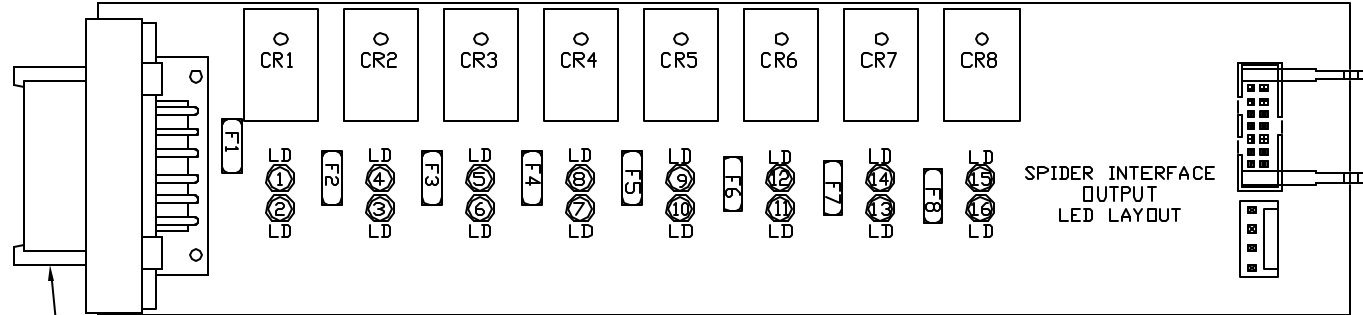 CR1 CR2 CR3 CR4 CR5 CR6 CR7 CR8
F1 F2 F3 F4 F5 F6 F7 F8
LD LD LD LD LD LD LD LD
1 4 5 8 9 12 14 15
2 3 6 7 10 11 13 16
LD LD LD LD LD LD LD LD
SPIDER INTERFACE
OUTPUT
LED LAYOUT